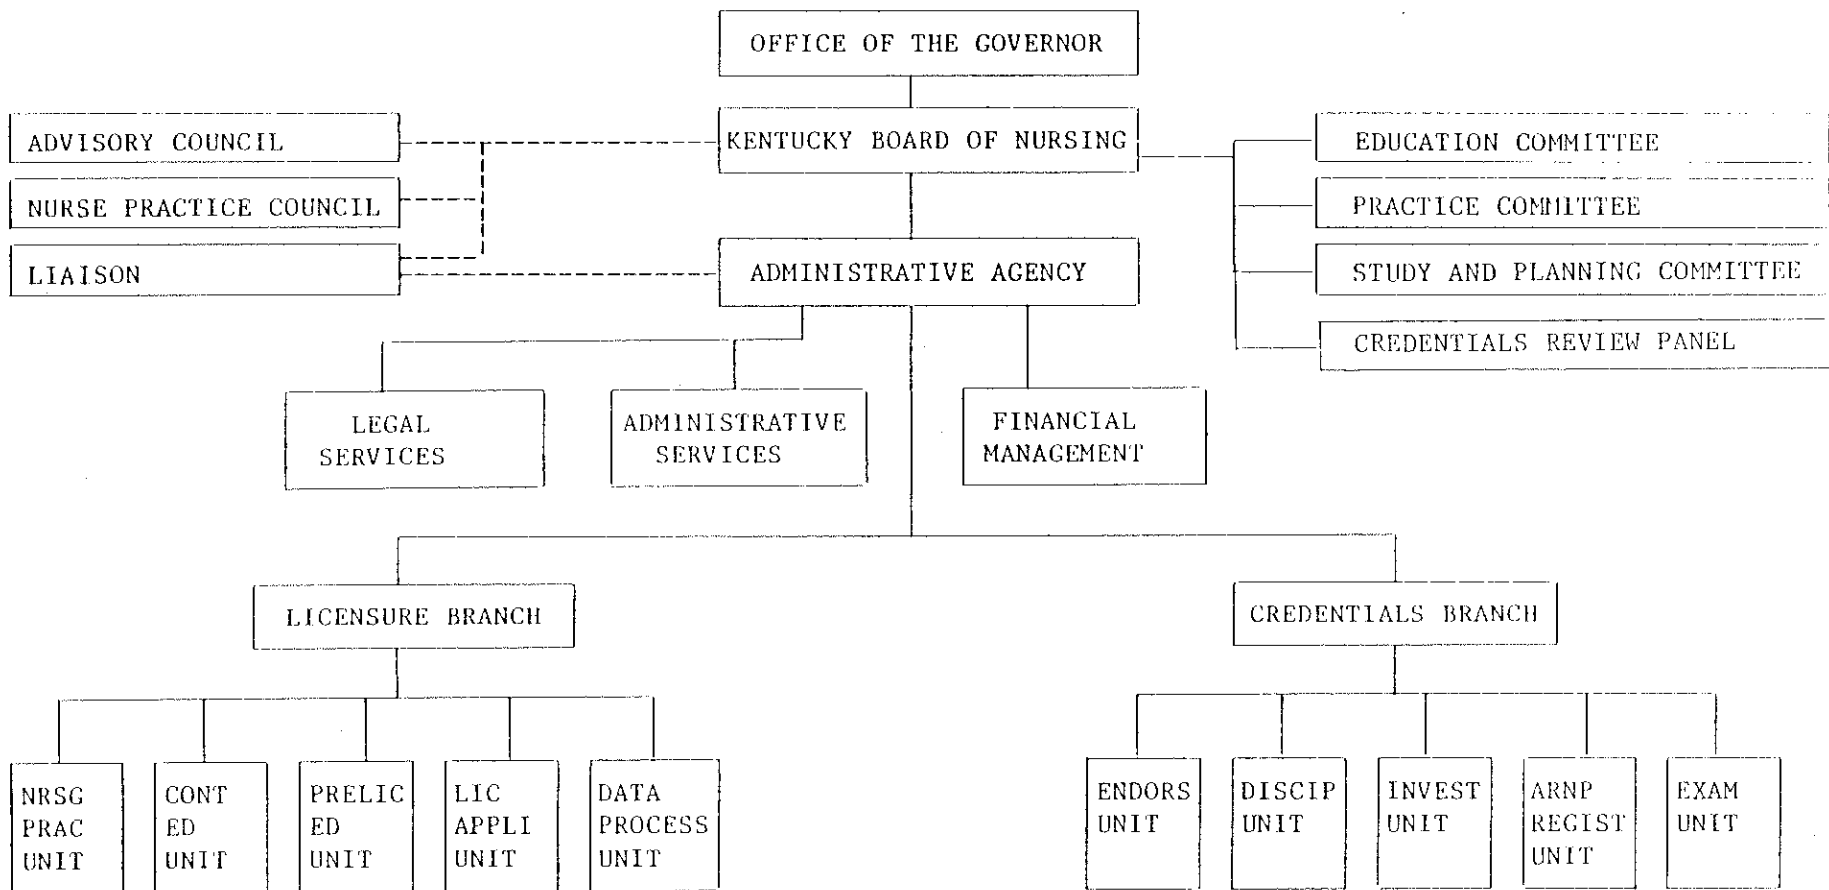 OFFICE OF THE GOVERNOR
ADVISORY COUNCIL
KENTUCKY BOARD OF NURSING
EDUCATION COMMITTEE
NURSE PRACTICE COUNCIL
PRACTICE COMMITTEE
LIAISON
ADMINISTRATIVE AGENCY
STUDY AND PLANNING COMMITTEE
CREDENTIALS REVIEW PANEL
LEGAL
SERVICES
ADMINISTRATIVE
SERVICES
FINANCIAL
MANAGEMENT
LICENSURE BRANCH
CREDENTIALS BRANCH
NRSG
PRAC
UNIT
CONT
ED
UNIT
PRELIC
ED
UNIT
LIC
APPLI
UNIT
DATA
PROCESS
UNIT
ENDORS
UNIT
DISCIP
UNIT
INVEST
UNIT
ARNP
REGIST
UNIT
EXAM
UNIT